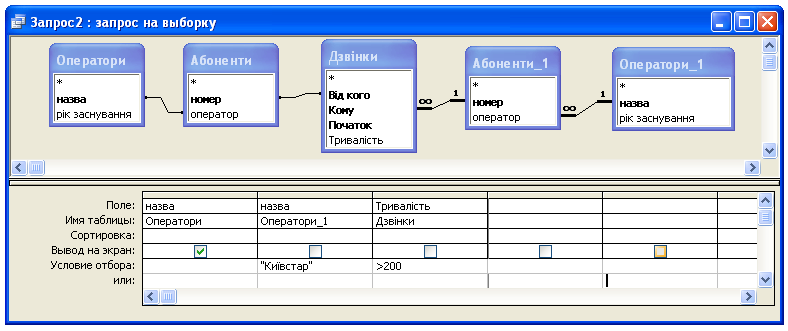 Запрос2 : запрос на выборку
Оператори
*
назва
рік заснування
Абоненти
*
номер
оператор
Дзвінки
*
Від кого
Кому
Початок
Тривалість
∞ 1
Абоненти_1
*
номер
оператор
∞ 1
Оператори_1
*
назва
рік заснування
Поле: назва назва Тривалість
Имя таблицы: Оператори Оператори_1 Дзвінки
Сортировка:
Вывод на экран:
Условие отбора: "Київстар" >200
или: